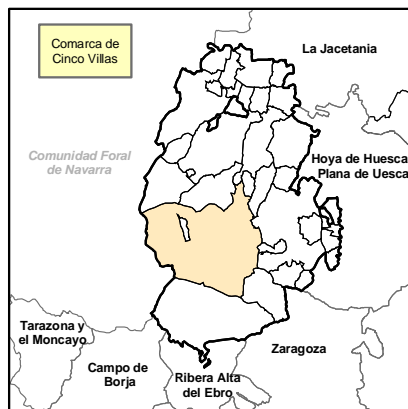 Comarca de
Cinco Villas
La Jacetania
Comunidad Foral
de Navarra
Hoya de Huesca
Plana de Uesca
Tarazona y
el Moncayo
Campo de
Borja
Ribera Alta
del Ebro
Zaragoza